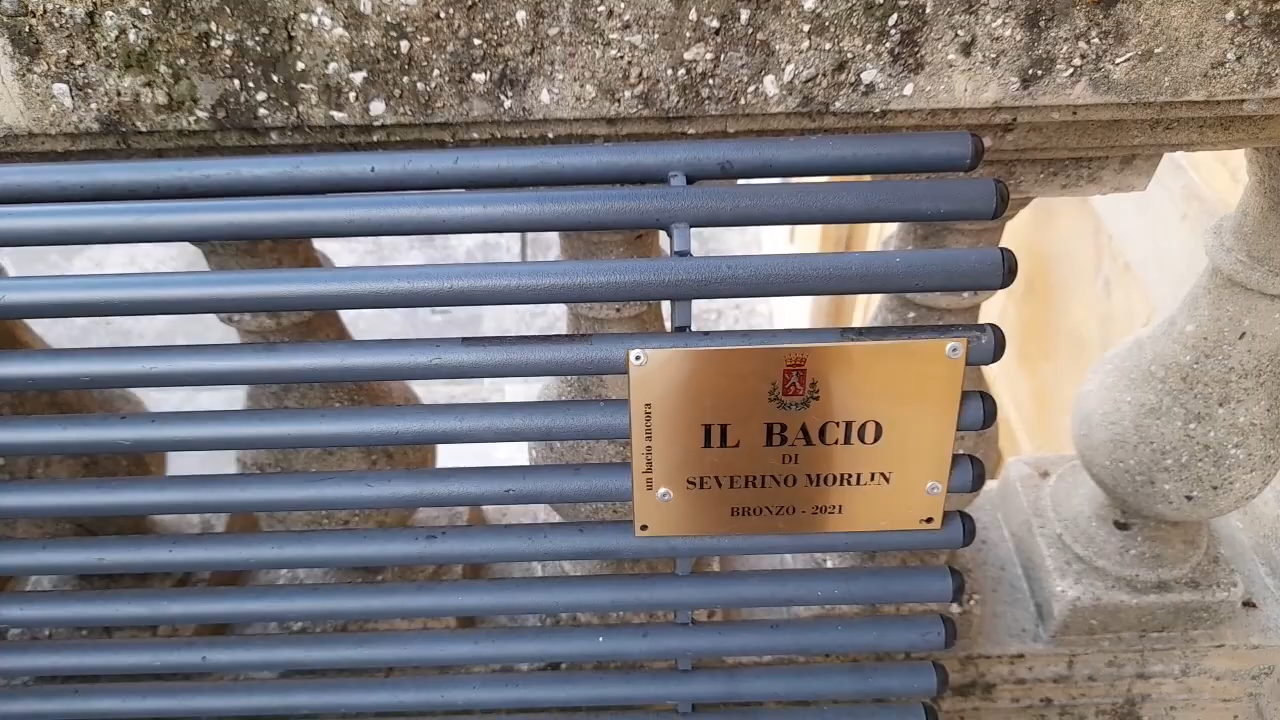 un bacio ancora
IL BACIO
DI
SEVERINO MORLIN
BRONZO - 2021